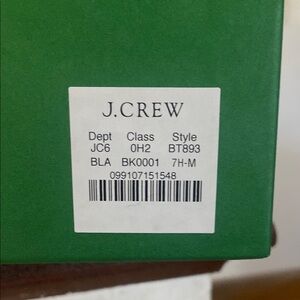 J.CREW
Dept Class Style
JC6 0H2 BT893
BLA BK0001 7H-M
099107151548